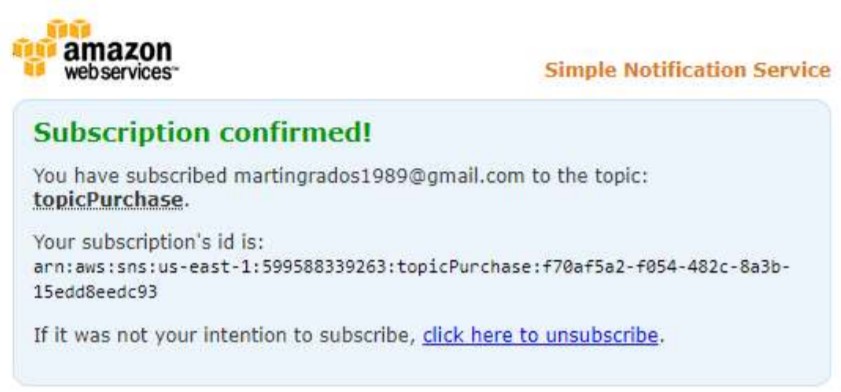 amazon
webservices™
Simple Notification Service
Subscription confirmed!
You have subscribed martingrados1989@gmail.com to the topic:
topicPurchase.
Your subscription's id is:
arn:aws:sns:us-east-1:599588339263:topicPurchase:f70af5a2-f054-482c-8a3b-
15edd8eedc93
If it was not your intention to subscribe, click here to unsubscribe.